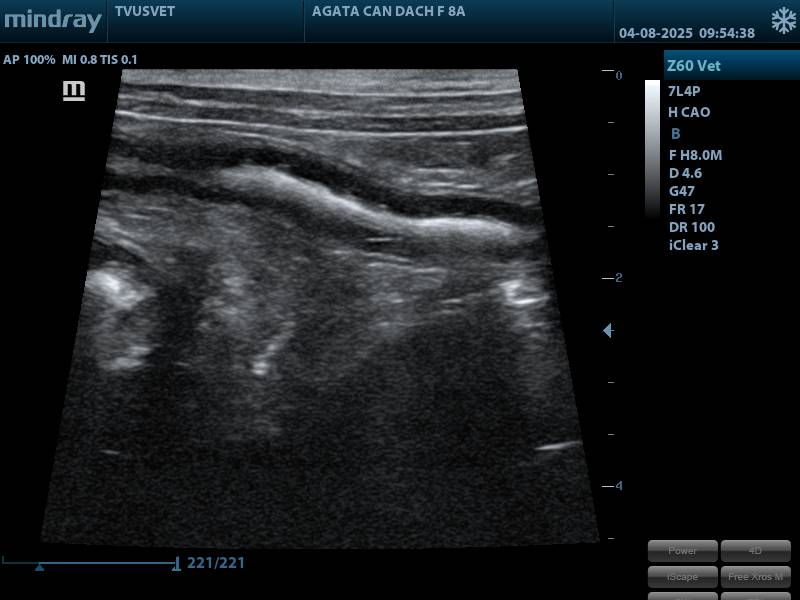 mindray
TVUSVET
AGATA CAN DACH F 8A
04-08-2025 09:54:38
AP 100% MI 0.8 TIS 0.1
m
Z60 Vet
7L4P
H CAO
B
F H8.0M
D 4.6
G47
FR 17
DR 100
iClear 3
0
2
4
221/221
Power
4D
iScape
Free Xros M